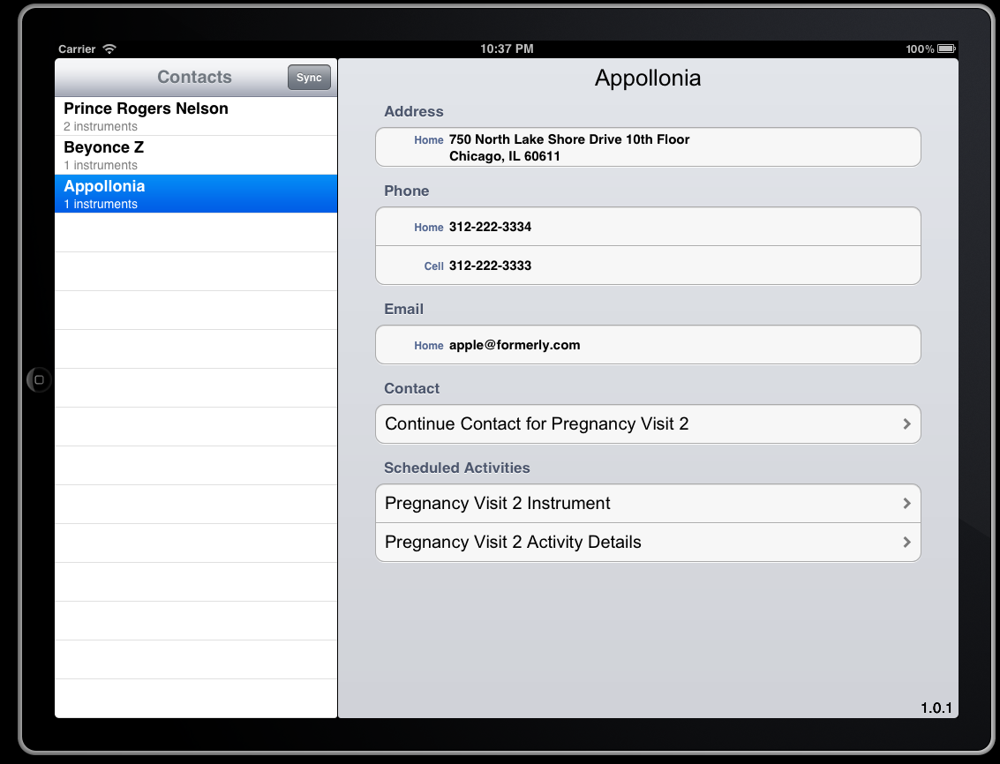 Carrier 10:37 PM 100%
Contacts Sync
Prince Rogers Nelson
2 instruments
Beyonce Z
1 instruments
Appollonia
1 instruments
Appollonia
Address
Home 750 North Lake Shore Drive 10th Floor
Chicago, IL 60611
Phone
Home 312-222-3334
Cell 312-222-3333
Email
Home apple@formerly.com
Contact
Continue Contact for Pregnancy Visit 2
Scheduled Activities
Pregnancy Visit 2 Instrument
Pregnancy Visit 2 Activity Details
1.0.1